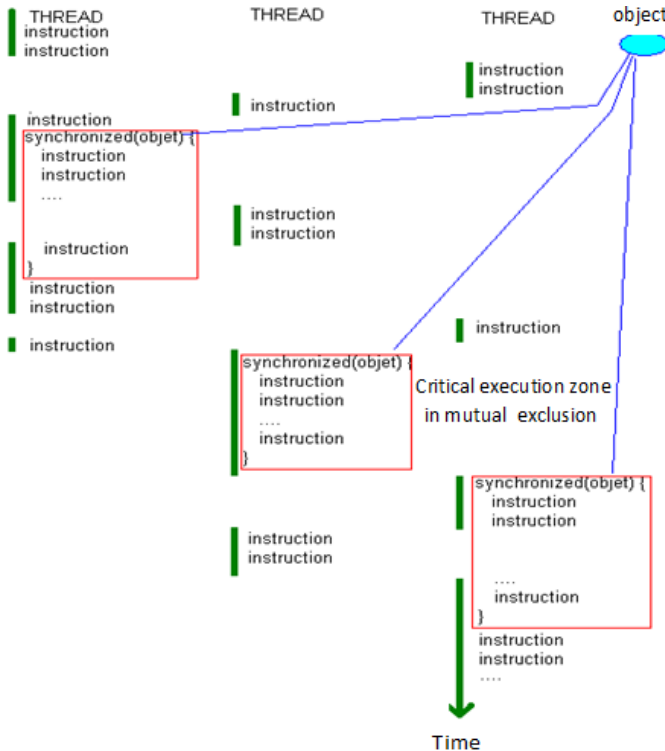 THREAD
instruction
instruction
instruction
synchronized(objet) {
instruction
instruction
....
instruction
}
instruction
instruction
instruction
THREAD
instruction
instruction
instruction
synchronized(objet) {
instruction
instruction
....
instruction
}
instruction
instruction
THREAD
instruction
instruction
instruction
synchronized(objet) {
instruction
instruction
....
instruction
}
instruction
instruction
....
Time
object
Critical execution zone
in mutual exclusion